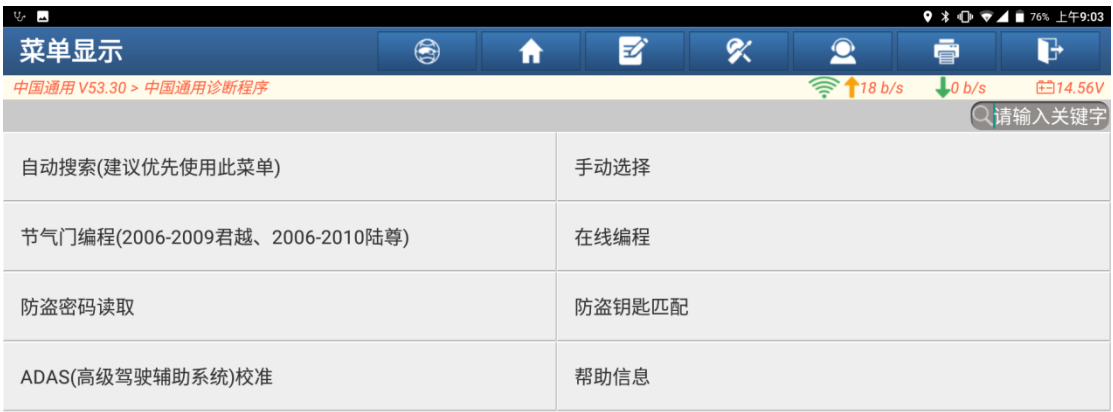 76% 上午9:03
菜单显示
中国通用 V53.30 > 中国通用诊断程序 18 b/s 0 b/s 14.56V
请输入关键字
自动搜索(建议优先使用此菜单) 手动选择
节气门编程(2006-2009君越、2006-2010陆尊) 在线编程
防盗密码读取 防盗钥匙匹配
ADAS(高级驾驶辅助系统)校准 帮助信息